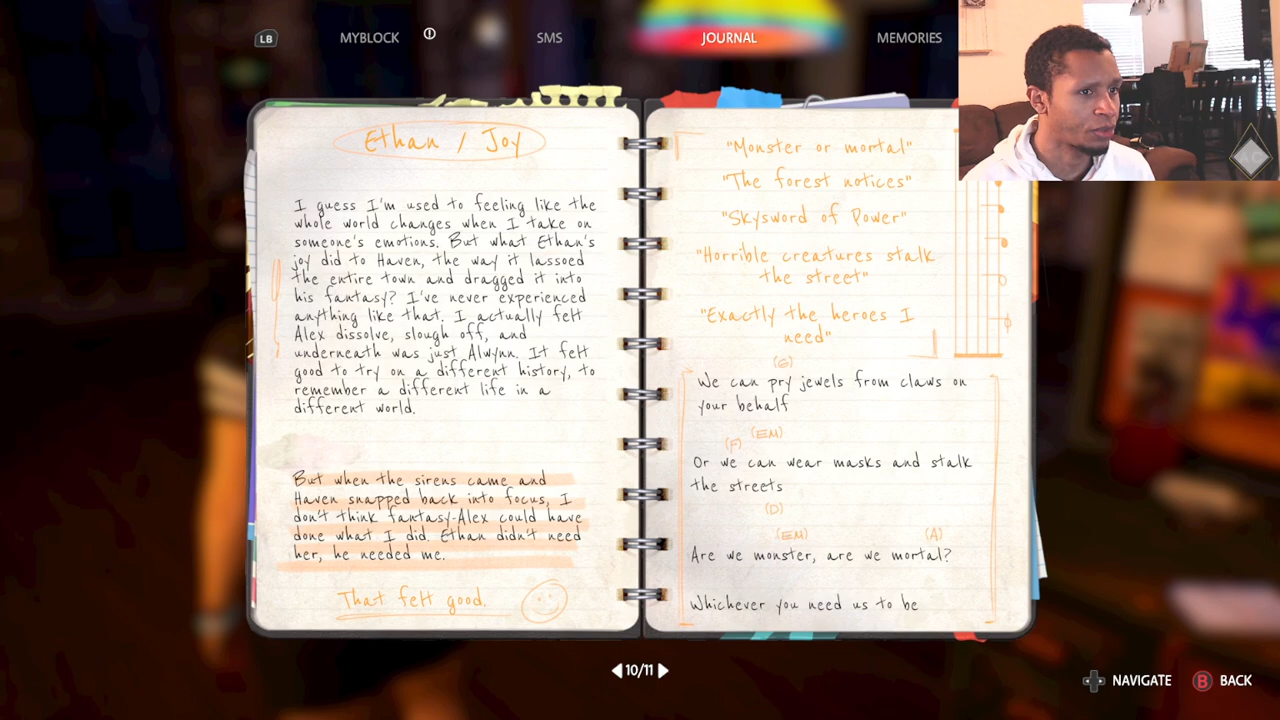 LB
MYBLOCK
SMS
JOURNAL
MEMORIES
Ethan / Joy
I guess I'm used to feeling like the
whole world changes when I take on
someone's emotions. But what Ethan's
joy did to Haven, the way it lassoed
the entire town and dragged it into
his fantasy? I've never experienced
anything like that. I actually felt
Alex dissolve, slough off, and
underneath was just Alwynn. It felt
good to try on a different history, to
remember a different life in a
different world.
But when the sirens came and
Haven snapped back into focus, I
don't think fantasy-Alex could have
done what I did. Ethan didn't need
her, he needed me.
That felt good.
"Monster or mortal"
"The forest notices"
"Skysword of Power"
"Horrible creatures stalk
the street"
"Exactly the heroes I
need"
(G)
We can pry jewels from claws on
your behalf
(F) (EM)
Or we can wear masks and stalk
the streets
(D)
(EM) (A)
Are we monster, are we mortal?
Whichever you need us to be
10/11
NAVIGATE
B BACK